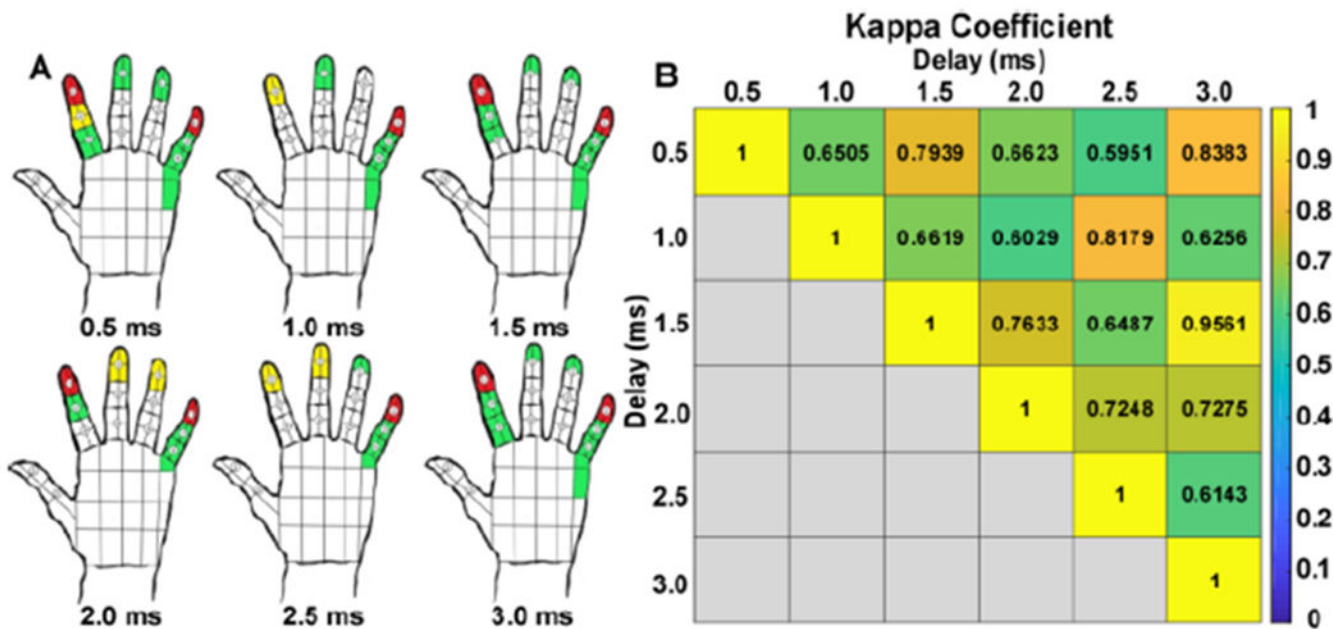 A
0.5 ms
1.0 ms
1.5 ms
2.0 ms
2.5 ms
3.0 ms
B
Kappa Coefficient
Delay (ms)
0.5 1.0 1.5 2.0 2.5 3.0
Delay (ms)
0.5 1 0.6505 0.7939 0.6623 0.5951 0.8383
1.0 1 0.6619 0.6029 0.8179 0.6256
1.5 1 0.7633 0.6487 0.9561
2.0 1 0.7248 0.7275
2.5 1 0.6143
3.0 1
1
0.9
0.8
0.7
0.6
0.5
0.4
0.3
0.2
0.1
0